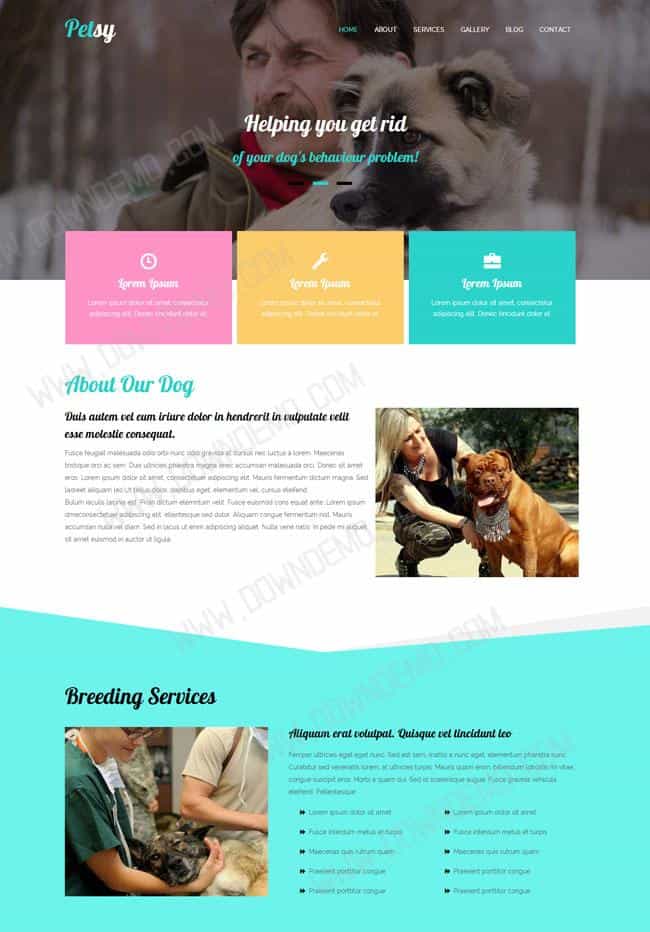 Petsy
HOME ABOUT SERVICES GALLERY BLOG CONTACT
Helping you get rid
of your dog's behaviour problem!
Lorem Ipsum
Lorem ipsum dolor sit amet, consectetur
adipiscing elit. Donec tincidunt dolor et
Lorem Ipsum
Lorem ipsum dolor sit amet, consectetur
adipiscing elit. Donec tincidunt dolor et
Lorem Ipsum
Lorem ipsum dolor sit amet, consectetur
adipiscing elit. Donec tincidunt dolor et
About Our Dog
Duis autem vel eum iriure dolor in hendrerit in vulputate velit
esse molestie consequat.
Fusce feugiat malesuada odio orbi nunc odio gravida at cursus nec luctus a lorem. Maecenas
tristique orci ac sem. Duis ultricies pharetra magna onec accumsan malesuada orci. Donec sit amet
eros. Lorem ipsum dolor sit amet, consectetuer adipiscing elit. Mauris fermentum dictum magna. Sed
laoreet aliquam leo Ut tellus dolor, dapibus eget, elementum vel, cursus eleifend.
Bulum iaculis lacinia est. Proin dictum elementum velit. Fusce euismod cons equat ante. Lorem ipsum
dmeconsectetuer adipiscing elit. ellentesque sed dolor. Aliquam congue fermentum nisl. Mauris
accumsan nulla vel diam. Sed in lacus ut enim adipiscing aliquet. Nulla vene natis. In pede mi aliquet,
sit amet euismod in auctor ut ligula.
Breeding Services
Aliquam erat volutpat. Quisque vel tincidunt leo
Semper ultricies eget eget nunc. Sed est sem, mattis a nunc eget, elementum pharetra nunc.
Curabitur sed venenatis lorem, at ultricies turpis. Mauris quam enim, bibendum lobortis mi vitae,
congue suscipit eros. Morbi a quam dui. Sed et scelerisque augue. Fusce gravida vehicula
eleifend. Pellentesque
Lorem ipsum dolor sit amet Lorem ipsum dolor sit amet
Fusce interdum metus et turpis Fusce interdum metus et turpis
Maecenas quis rutrum quam Maecenas quis rutrum quam
Praesent porttitor congue Praesent porttitor congue
Praesent porttitor congue Praesent porttitor congue
WWW.DOWNDEMO.COM